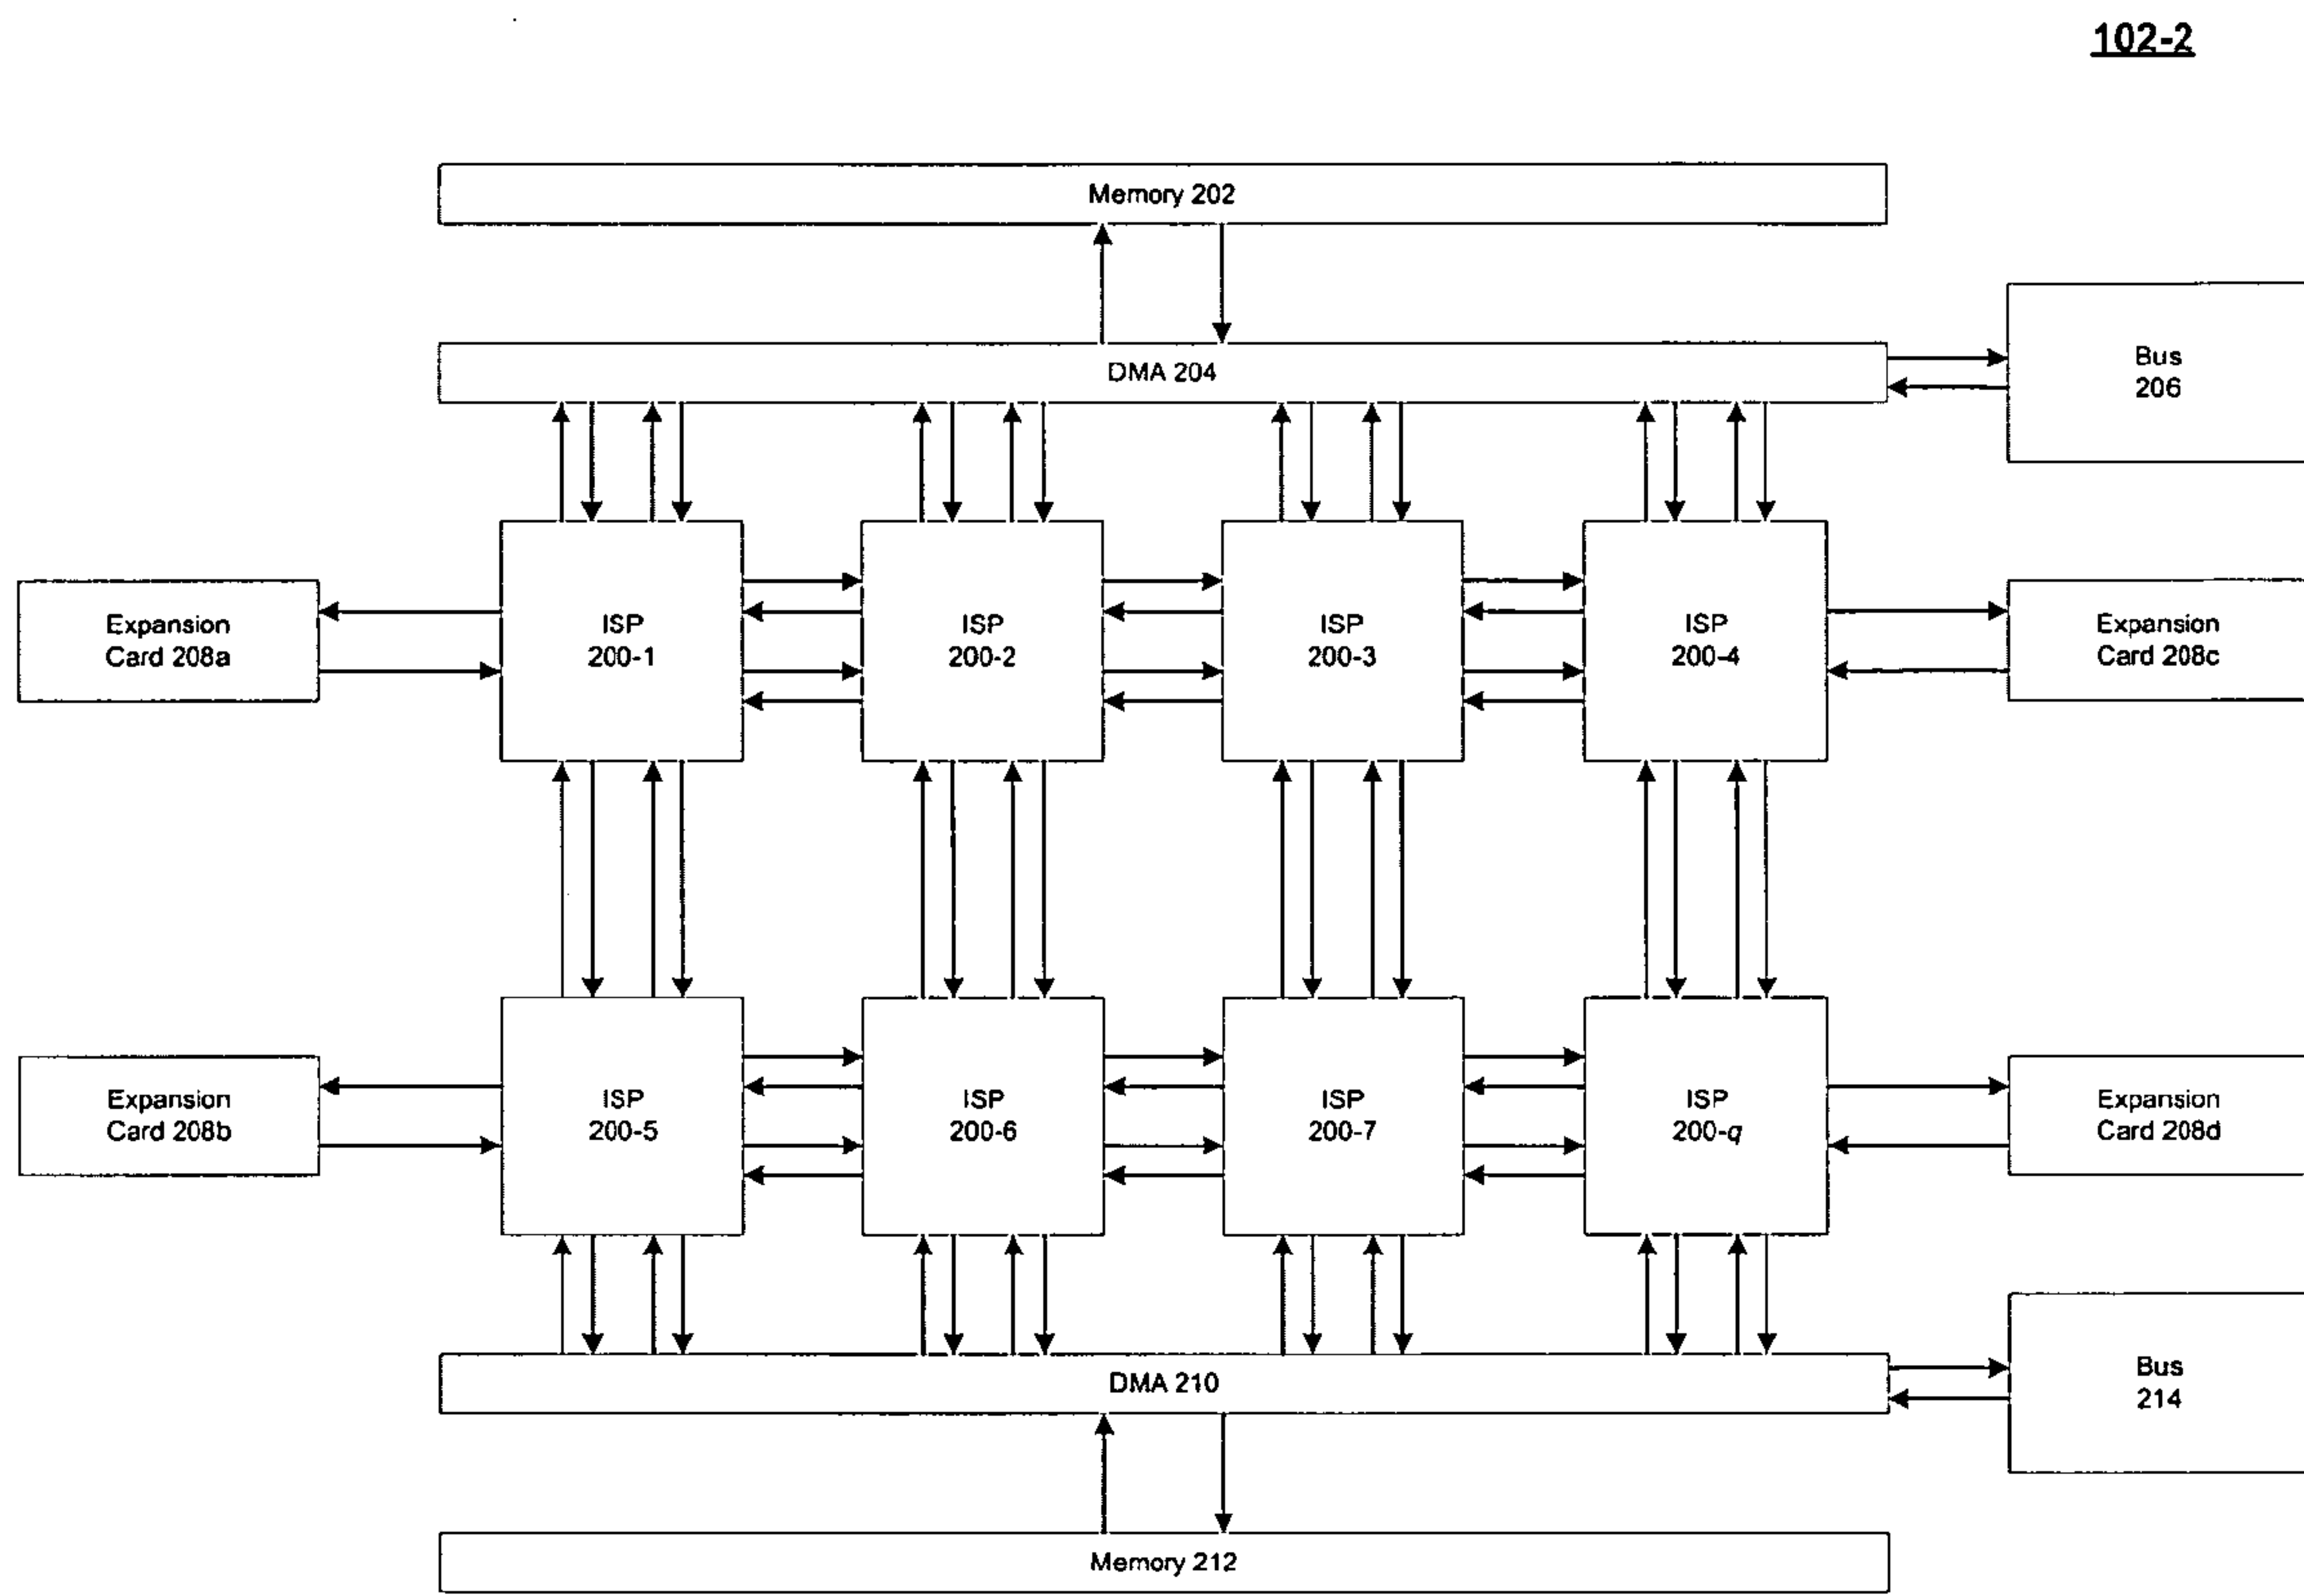 102-2
Memory 202
DMA 204
Bus
206
Expansion
Card 208a
ISP
200-1
ISP
200-2
ISP
200-3
ISP
200-4
Expansion
Card 208c
Expansion
Card 208b
ISP
200-5
ISP
200-6
ISP
200-7
ISP
200-q
Expansion
Card 208d
DMA 210
Bus
214
Memory 212